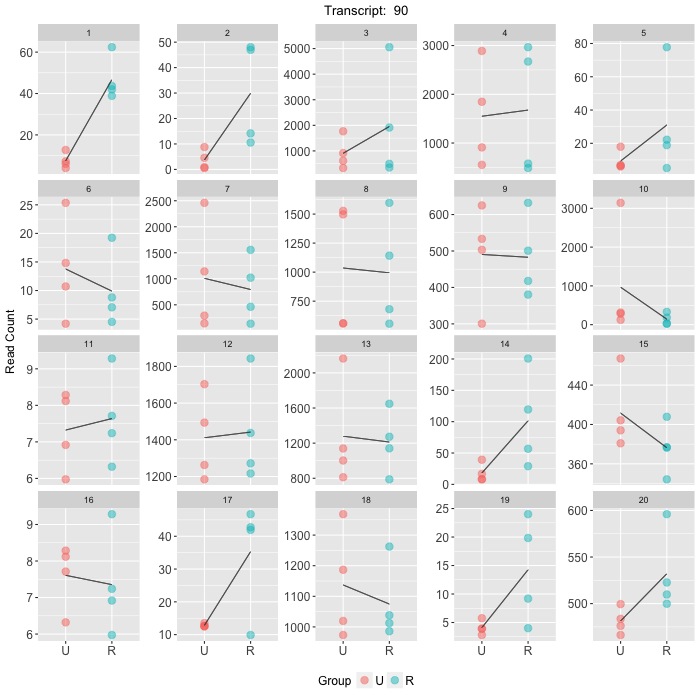 Transcript: 90
1 2 3 4 5
60 40 20
50 40 30 20 10 0
5000 4000 3000 2000 1000
3000 2000 1000
80 60 40 20
6 7 8 9 10
25 20 15 10 5
2500 2000 1500 1000 500
1500 1250 1000 750
600 500 400 300
3000 2000 1000 0
Read Count
11 12 13 14 15
9 8 7 6
1800 1600 1400 1200
2000 1600 1200 800
200 150 100 50 0
440 400 360
16 17 18 19 20
9 8 7 6
40 30 20 10
1300 1200 1100 1000
25 20 15 10 5
600 550 500
U R U R U R U R U R
Group U R